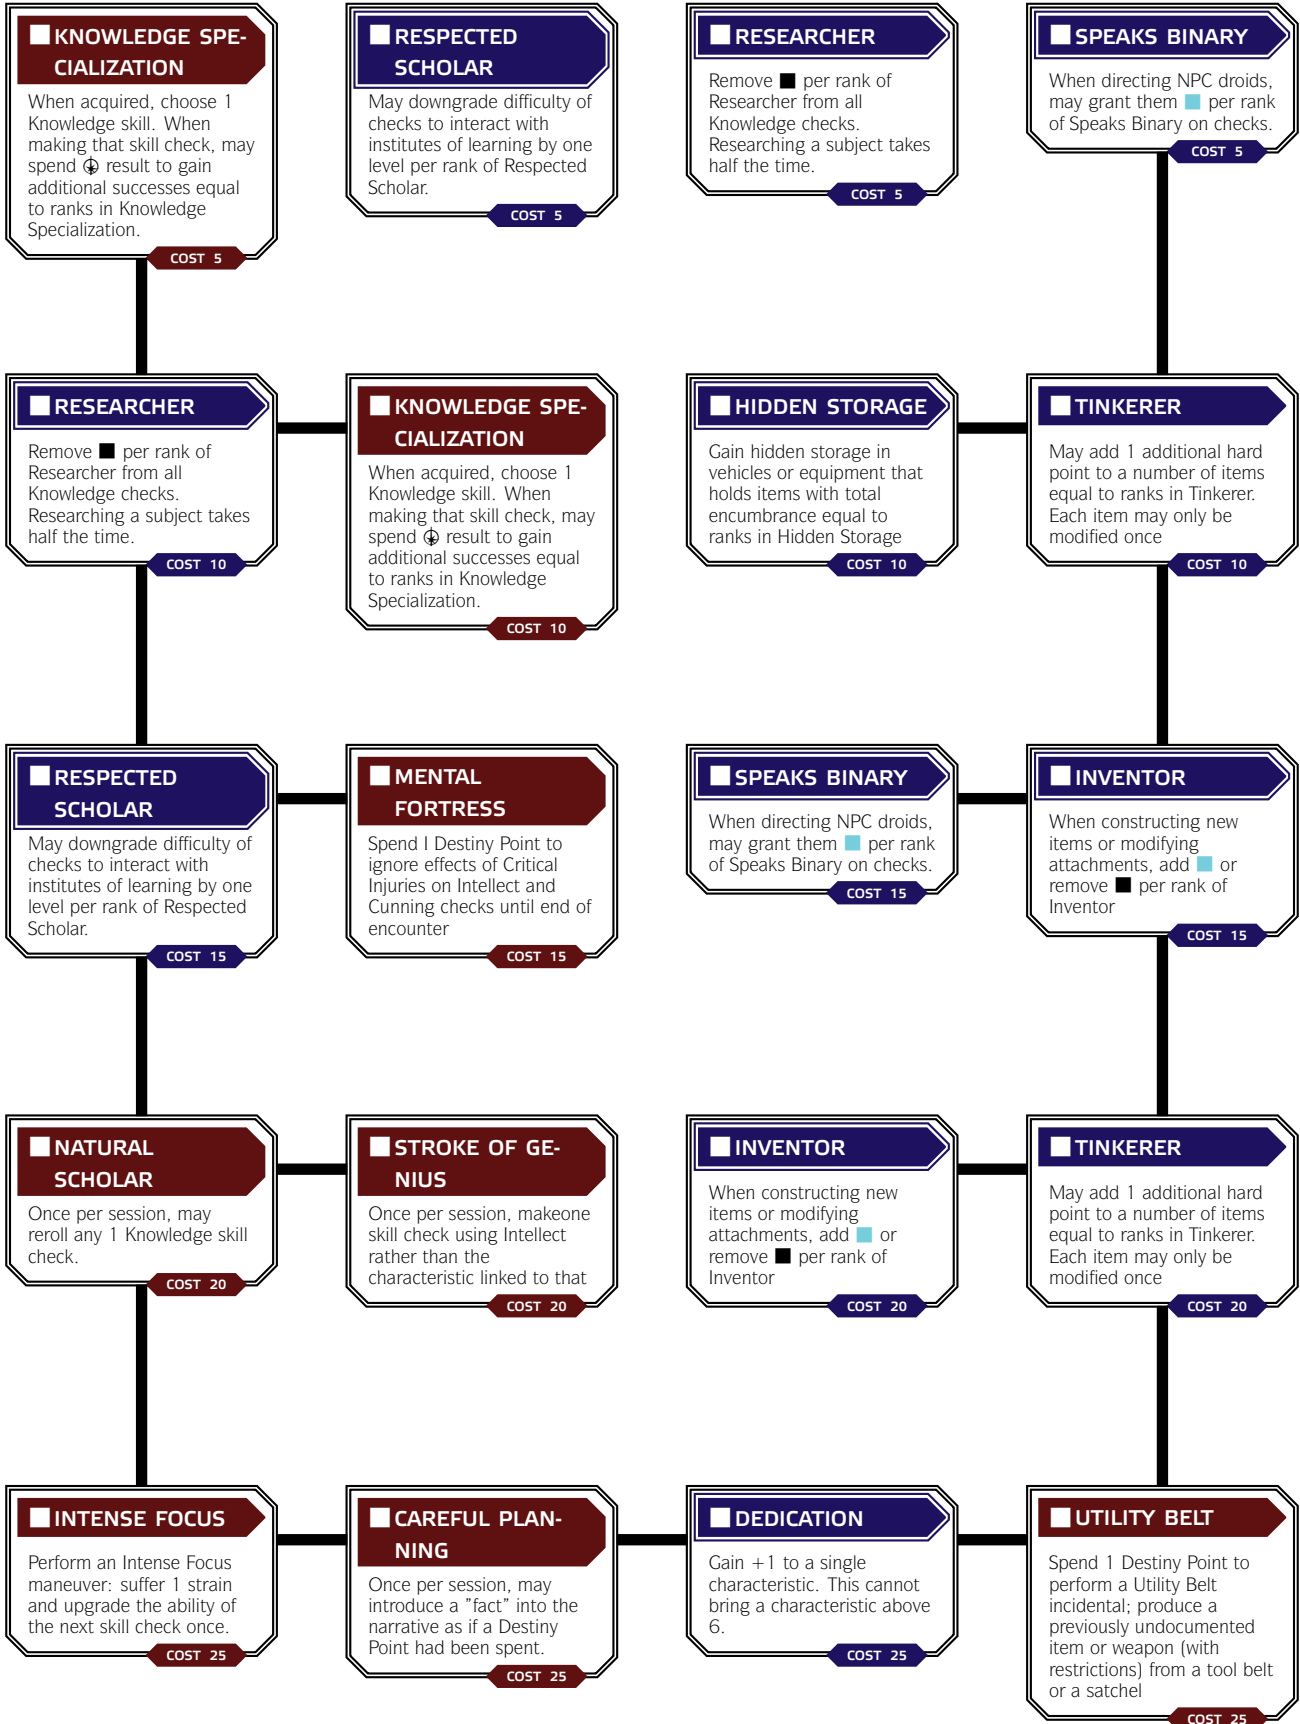 KNOWLEDGE SPE-
CIALIZATION
When acquired, choose 1
Knowledge skill. When
making that skill check, may
spend result to gain
additional successes equal
to ranks in Knowledge
Specialization.
COST 5
RESPECTED
SCHOLAR
May downgrade difficulty of
checks to interact with
institutes of learning by one
level per rank of Respected
Scholar.
COST 5
RESEARCHER
Remove ■ per rank of
Researcher from all
Knowledge checks.
Researching a subject takes
half the time.
COST 5
SPEAKS BINARY
When directing NPC droids,
may grant them ■ per rank
of Speaks Binary on checks.
COST 5
RESEARCHER
Remove ■ per rank of
Researcher from all
Knowledge checks.
Researching a subject takes
half the time.
COST 10
KNOWLEDGE SPE-
CIALIZATION
When acquired, choose 1
Knowledge skill. When
making that skill check, may
spend result to gain
additional successes equal
to ranks in Knowledge
Specialization.
COST 10
HIDDEN STORAGE
Gain hidden storage in
vehicles or equipment that
holds items with total
encumbrance equal to
ranks in Hidden Storage
COST 10
TINKERER
May add 1 additional hard
point to a number of items
equal to ranks in Tinkerer.
Each item may only be
modified once
COST 10
RESPECTED
SCHOLAR
May downgrade difficulty of
checks to interact with
institutes of learning by one
level per rank of Respected
Scholar.
COST 15
MENTAL
FORTRESS
Spend I Destiny Point to
ignore effects of Critical
Injuries on Intellect and
Cunning checks until end of
encounter
COST 15
SPEAKS BINARY
When directing NPC droids,
may grant them ■ per rank
of Speaks Binary on checks.
COST 15
INVENTOR
When constructing new
items or modifying
attachments, add ■ or
remove ■ per rank of
Inventor
COST 15
NATURAL
SCHOLAR
Once per session, may
reroll any 1 Knowledge skill
check.
COST 20
STROKE OF GE-
NIUS
Once per session, makeone
skill check using Intellect
rather than the
characteristic linked to that
COST 20
INVENTOR
When constructing new
items or modifying
attachments, add ■ or
remove ■ per rank of
Inventor
COST 20
TINKERER
May add 1 additional hard
point to a number of items
equal to ranks in Tinkerer.
Each item may only be
modified once
COST 20
INTENSE FOCUS
Perform an Intense Focus
maneuver: suffer 1 strain
and upgrade the ability of
the next skill check once.
COST 25
CAREFUL PLAN-
NING
Once per session, may
introduce a ”fact” into the
narrative as if a Destiny
Point had been spent.
COST 25
DEDICATION
Gain +1 to a single
characteristic. This cannot
bring a characteristic above
6.
COST 25
UTILITY BELT
Spend 1 Destiny Point to
perform a Utility Belt
incidental; produce a
previously undocumented
item or weapon (with
restrictions) from a tool belt
or a satchel
COST 25